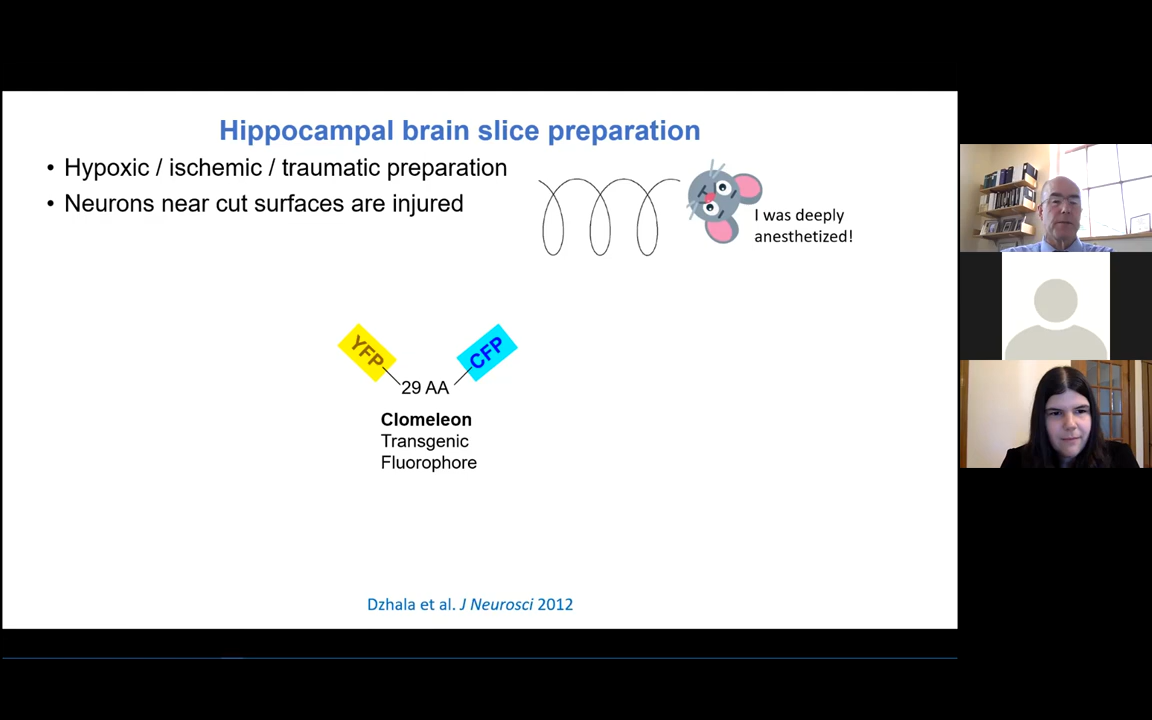 Hippocampal brain slice preparation
• Hypoxic / ischemic / traumatic preparation
• Neurons near cut surfaces are injured
I was deeply
anesthetized!
YFP
CFP
29 AA
Clomeleon
Transgenic
Fluorophore
Dzhala et al. J Neurosci 2012